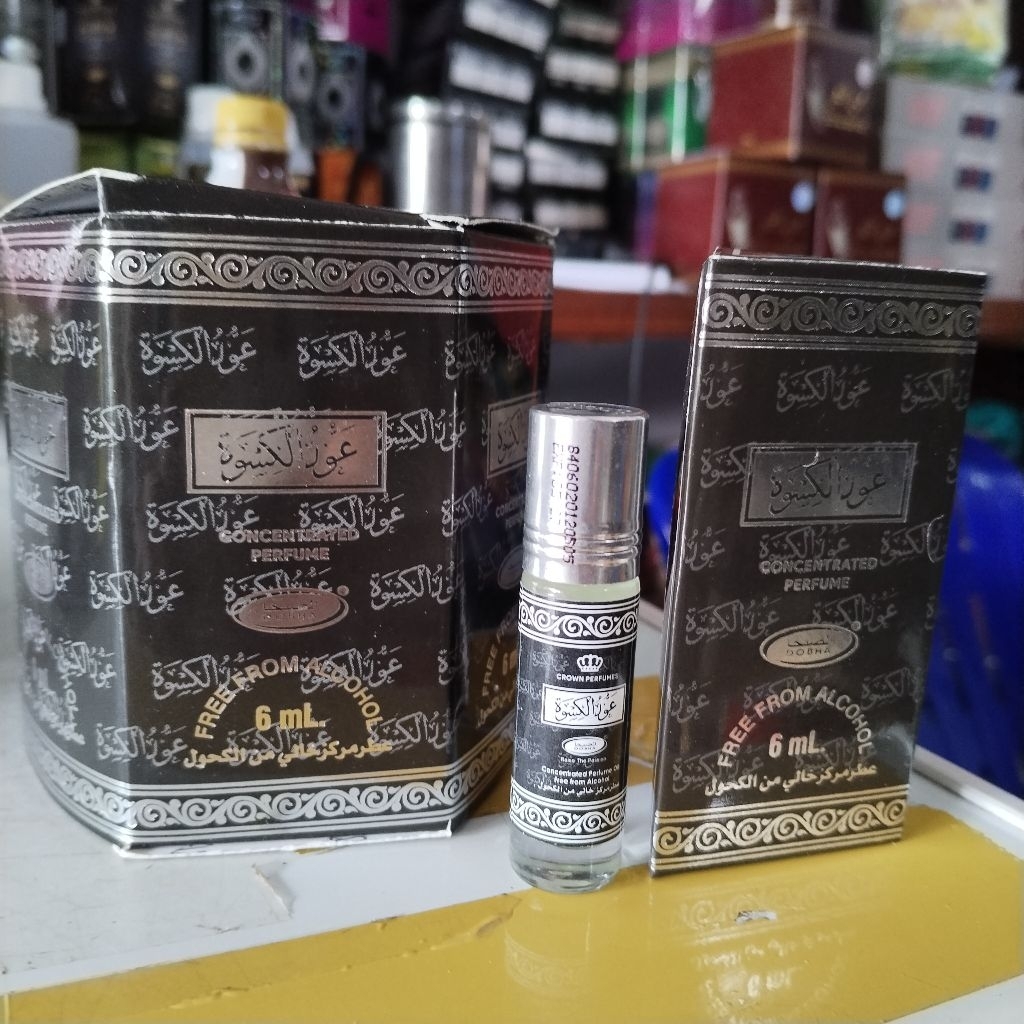 عود الكسوة
CONCENTRATED
PERFUME
FREE FROM ALCOHOL
6 mL.
عطر مركز خالي من الكحول
8406020120505
CROWN PERFUMES
عود الكسوة
DOBHA
Concentrated Perfume Oil
free from Alcohol
عطر مركز خالي من الكحول
عود الكسوة
CONCENTRATED
PERFUME
DOBHA
FREE FROM ALCOHOL
6 mL.
عطر مركز خالي من الكحول